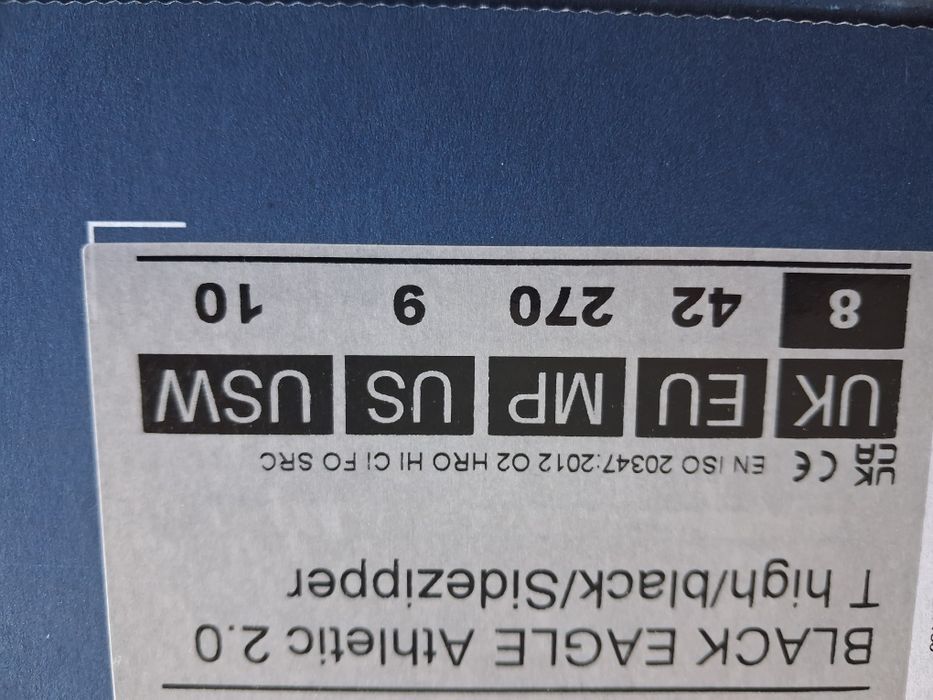 BLACK EAGLE Athletic 2.0
T high/black/Sidezipper
UK CA CE EN ISO 20347:2012 O2 HRO HI CI FO SRC
UK EU MP US USW
8 42 270 9 10